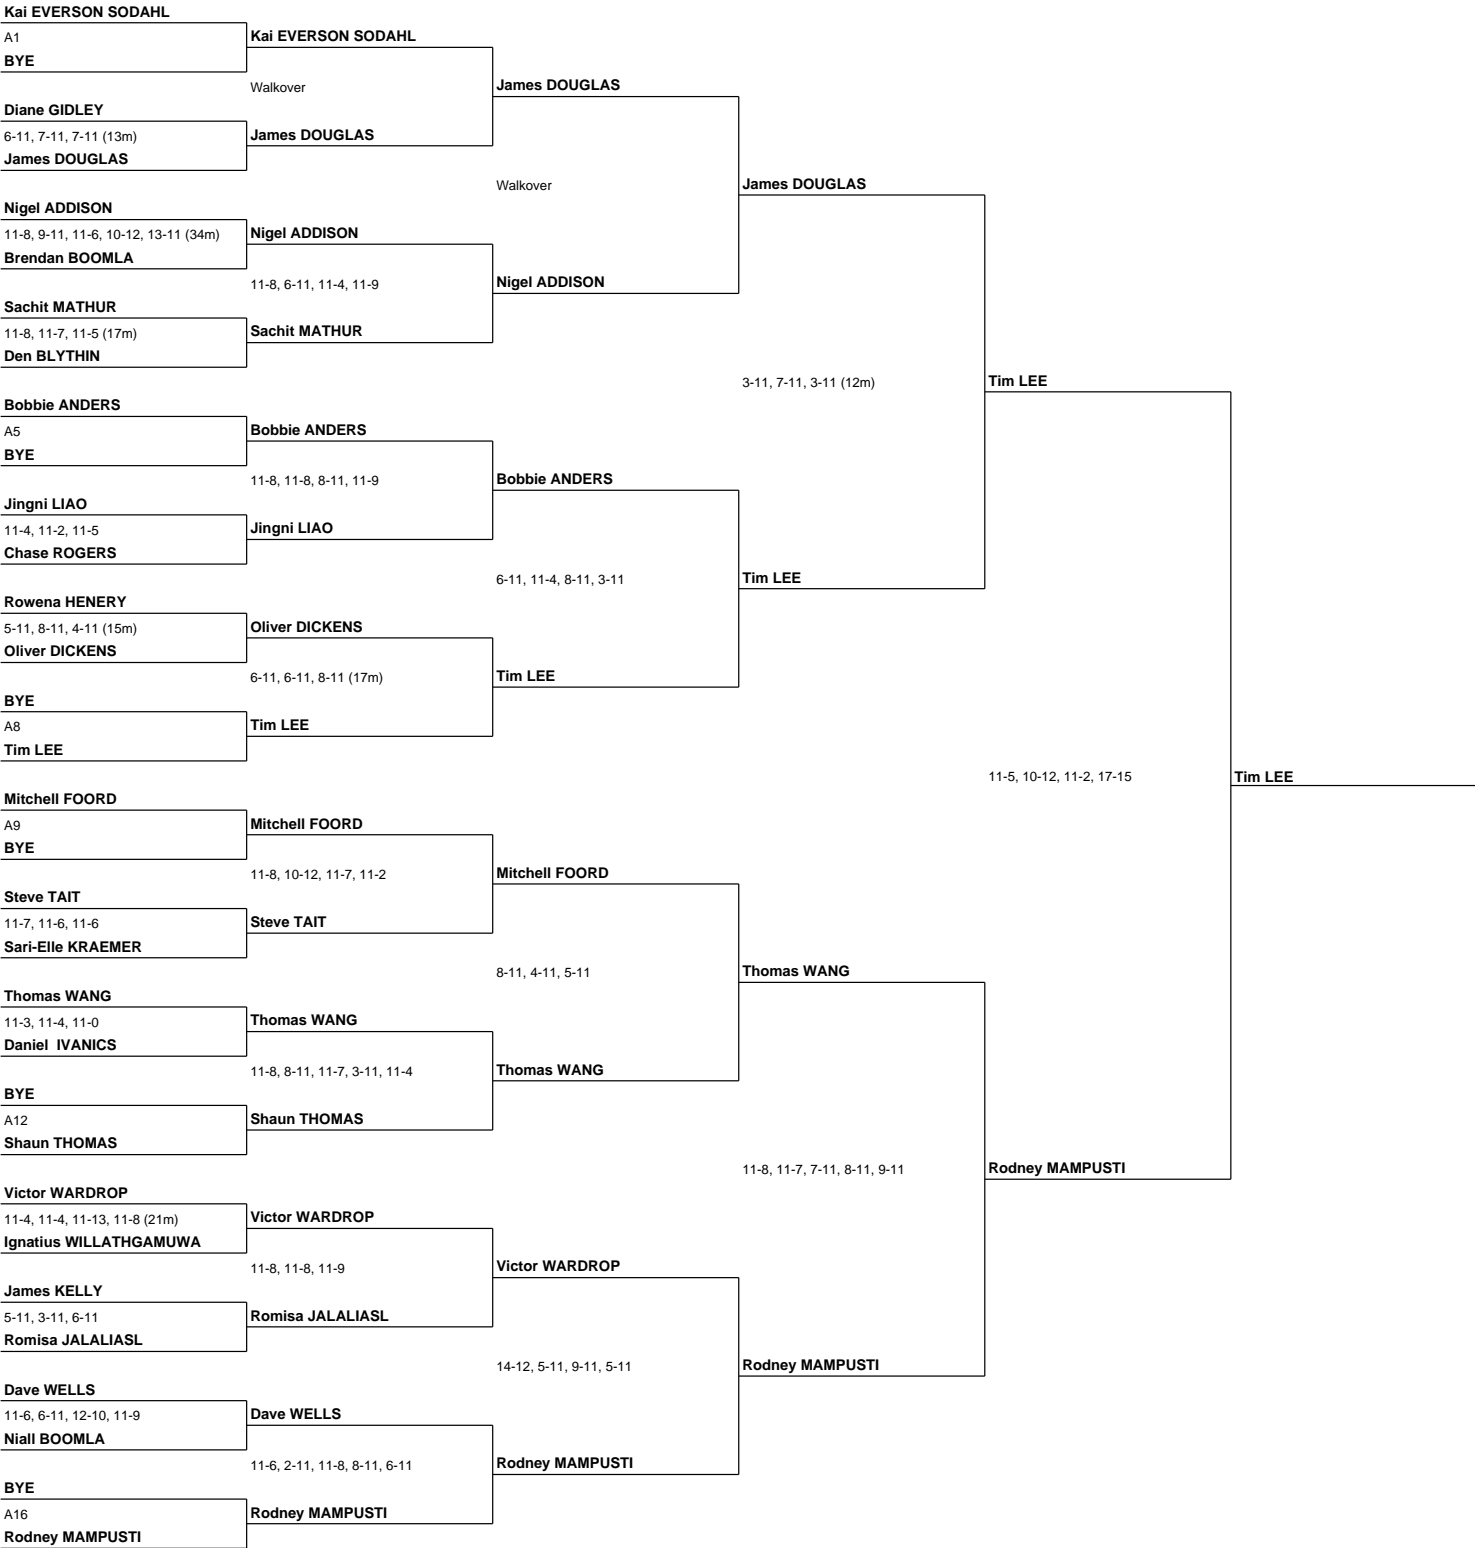 Kai EVERSON SODAHL
A1
BYE
Kai EVERSON SODAHL
Walkover
James DOUGLAS
Diane GIDLEY
6-11, 7-11, 7-11 (13m)
James DOUGLAS
James DOUGLAS
Walkover
James DOUGLAS
Nigel ADDISON
11-8, 9-11, 11-6, 10-12, 13-11 (34m)
Brendan BOOMLA
Nigel ADDISON
11-8, 6-11, 11-4, 11-9
Nigel ADDISON
Sachit MATHUR
11-8, 11-7, 11-5 (17m)
Den BLYTHIN
Sachit MATHUR
3-11, 7-11, 3-11 (12m)
Tim LEE
Bobbie ANDERS
A5
BYE
Bobbie ANDERS
11-8, 11-8, 8-11, 11-9
Bobbie ANDERS
Jingni LIAO
11-4, 11-2, 11-5
Chase ROGERS
Jingni LIAO
6-11, 11-4, 8-11, 3-11
Tim LEE
Rowena HENERY
5-11, 8-11, 4-11 (15m)
Oliver DICKENS
Oliver DICKENS
6-11, 6-11, 8-11 (17m)
Tim LEE
BYE
A8
Tim LEE
Tim LEE
11-5, 10-12, 11-2, 17-15
Tim LEE
Mitchell FOORD
A9
BYE
Mitchell FOORD
11-8, 10-12, 11-7, 11-2
Mitchell FOORD
Steve TAIT
11-7, 11-6, 11-6
Sari-Elle KRAEMER
Steve TAIT
8-11, 4-11, 5-11
Thomas WANG
Thomas WANG
11-3, 11-4, 11-0
Daniel  IVANICS
Thomas WANG
11-8, 8-11, 11-7, 3-11, 11-4
Thomas WANG
BYE
A12
Shaun THOMAS
Shaun THOMAS
11-8, 11-7, 7-11, 8-11, 9-11
Rodney MAMPUSTI
Victor WARDROP
11-4, 11-4, 11-13, 11-8 (21m)
Ignatius WILLATHGAMUWA
Victor WARDROP
11-8, 11-8, 11-9
Victor WARDROP
James KELLY
5-11, 3-11, 6-11
Romisa JALALIASL
Romisa JALALIASL
14-12, 5-11, 9-11, 5-11
Rodney MAMPUSTI
Dave WELLS
11-6, 6-11, 12-10, 11-9
Niall BOOMLA
Dave WELLS
11-6, 2-11, 11-8, 8-11, 6-11
Rodney MAMPUSTI
BYE
A16
Rodney MAMPUSTI
Rodney MAMPUSTI